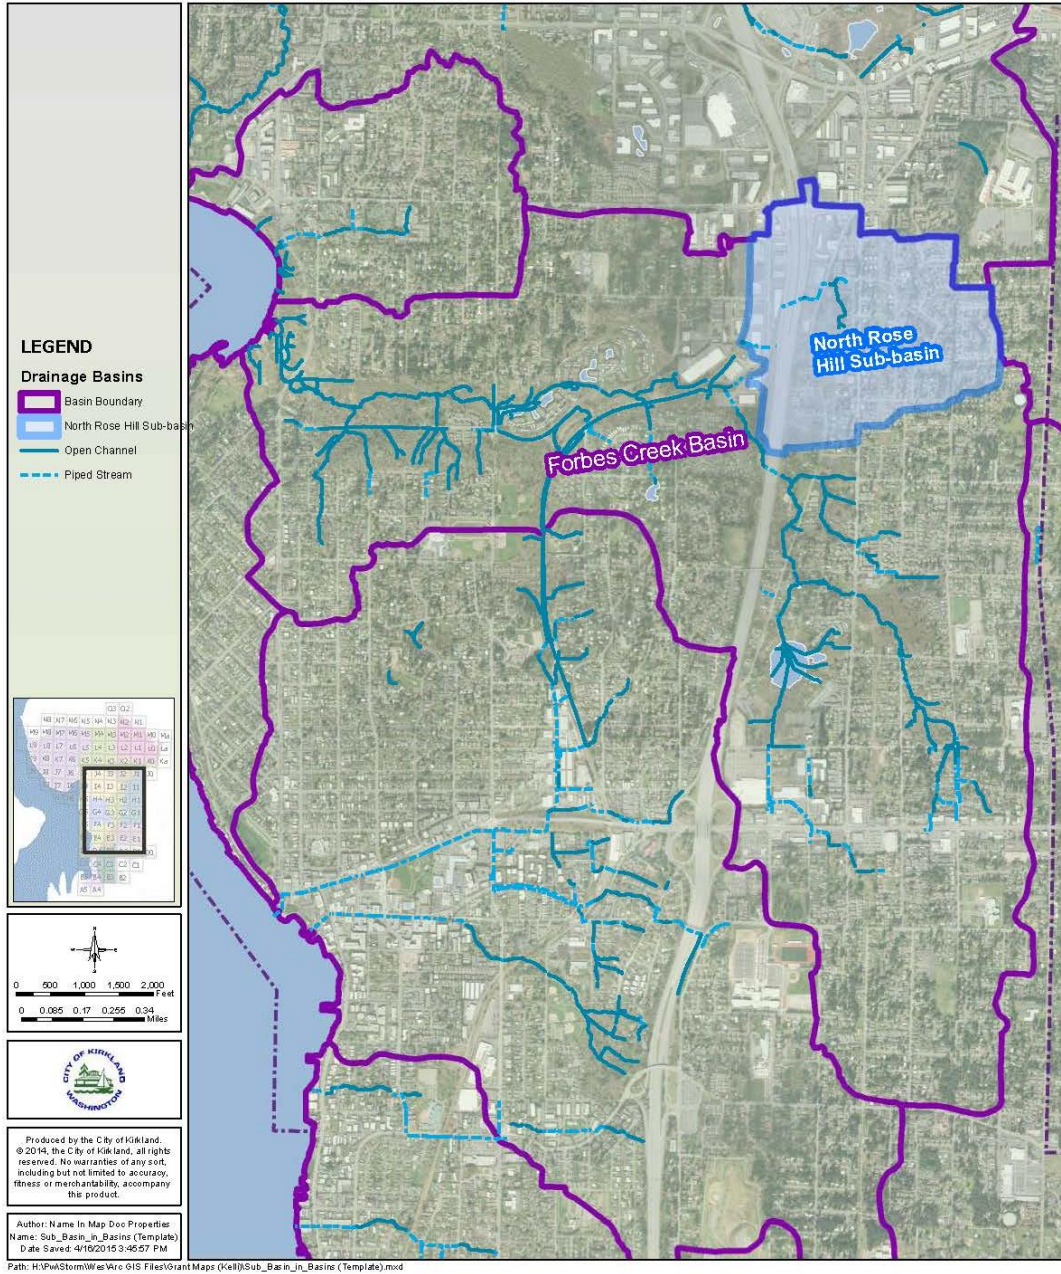 LEGEND
Drainage Basins
Basin Boundary
North Rose Hill Sub-basin
Open Channel
Piped Stream
North Rose
Hill Sub-basin
Forbes Creek Basin
0 500 1,000 1,500 2,000
Feet
0 0.085 0.17 0.255 0.34
Miles
CITY OF KIRKLAND
WASHINGTON
Produced by the City of Kirkland.
© 2014, the City of Kirkland, all rights
reserved. No warranties of any sort,
including but not limited to accuracy,
fitness or merchantability, accompany
this product.
Author: Name In Map Doc Properties
Name: Sub_Basin_in_Basins (Template)
Date Saved: 4/16/2015 3:45:57 PM
Path: H:\Pw\Storm\Wes\Arc GIS Files\Grant Maps (Kelli)\Sub_Basin_in_Basins (Template).mxd